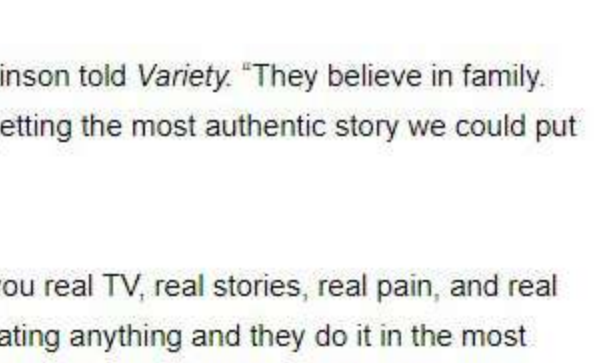 inson told Variety. “They believe in family.
etting the most authentic story we could put
you real TV, real stories, real pain, and real
ating anything and they do it in the most